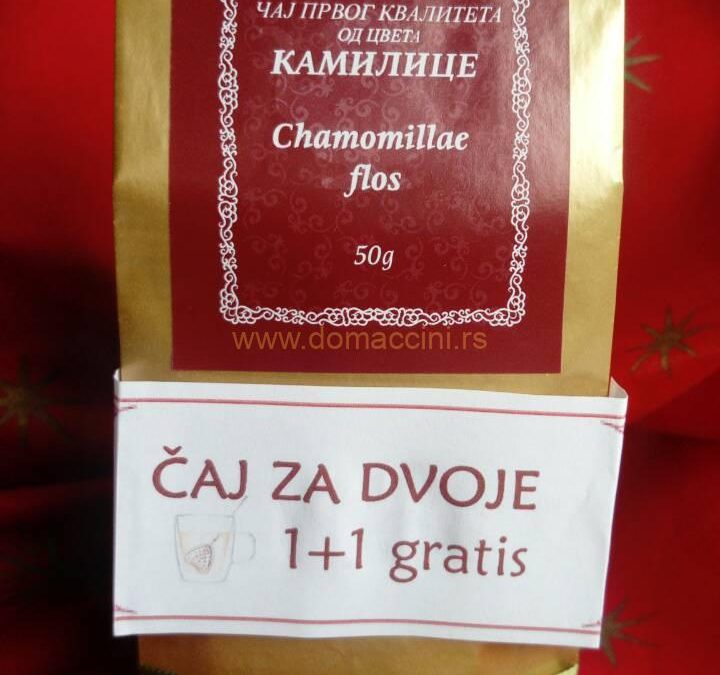 ЧАЈ ПРВОГ КВАЛИТЕТА
ОД ЦВЕТА
КАМИЛИЦЕ
Chamomillae
flos
50g
www.domaccini.rs
ČAJ ZA DVOJE
1+1 gratis